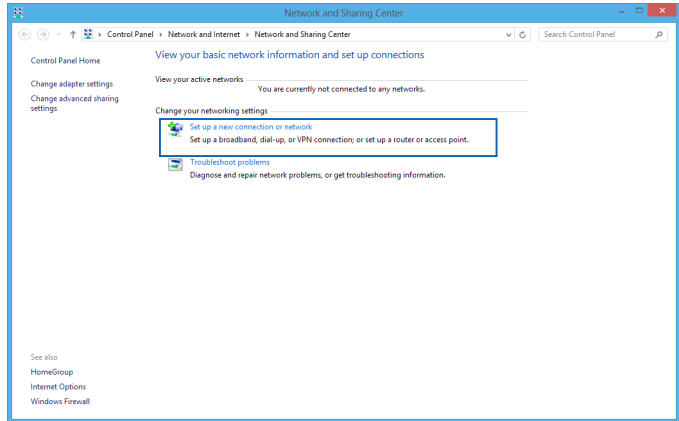 Network and Sharing Center
Control Panel ▸ Network and Internet ▸ Network and Sharing Center
Search Control Panel
Control Panel Home
Change adapter settings
Change advanced sharing
settings
View your basic network information and set up connections
View your active networks
You are currently not connected to any networks.
Change your networking settings
Set up a new connection or network
Set up a broadband, dial-up, or VPN connection; or set up a router or access point.
Troubleshoot problems
Diagnose and repair network problems, or get troubleshooting information.
See also
HomeGroup
Internet Options
Windows Firewall